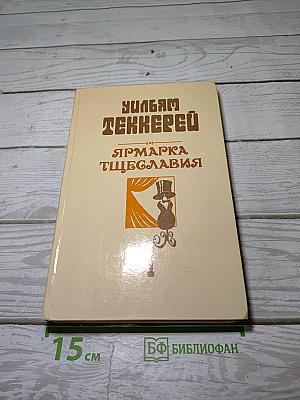 УИЛЬЯМ
ТЕККЕРЕЙ
ЯРМАРКА
ТЩЕСЛАВИЯ
15 см
БФ БИБЛИОФАН